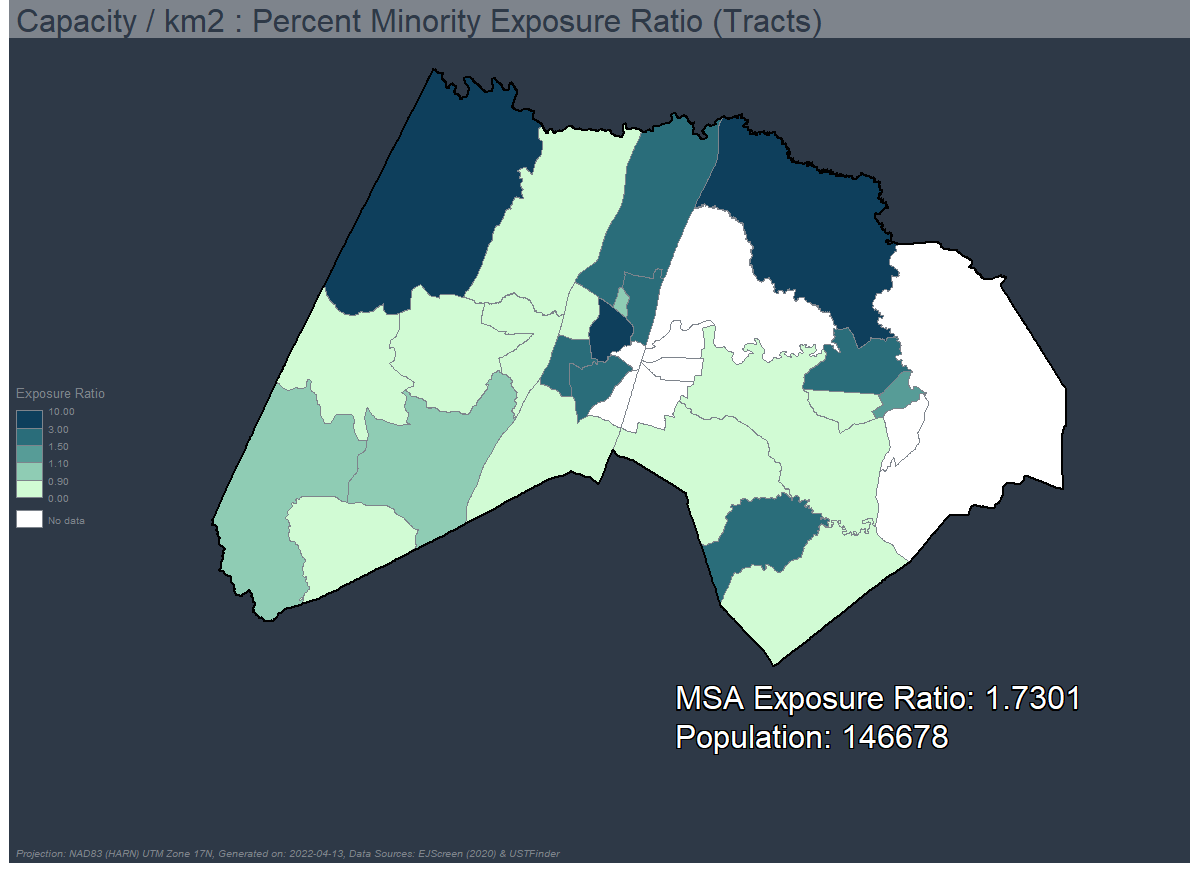 Capacity / km2 : Percent Minority Exposure Ratio (Tracts)
Exposure Ratio
10.00
3.00
1.50
1.10
0.90
0.00
No data
MSA Exposure Ratio: 1.7301
Population: 146678
Projection: NAD83 (HARN) UTM Zone 17N, Generated on: 2022-04-13, Data Sources: EJScreen (2020) & USTFinder